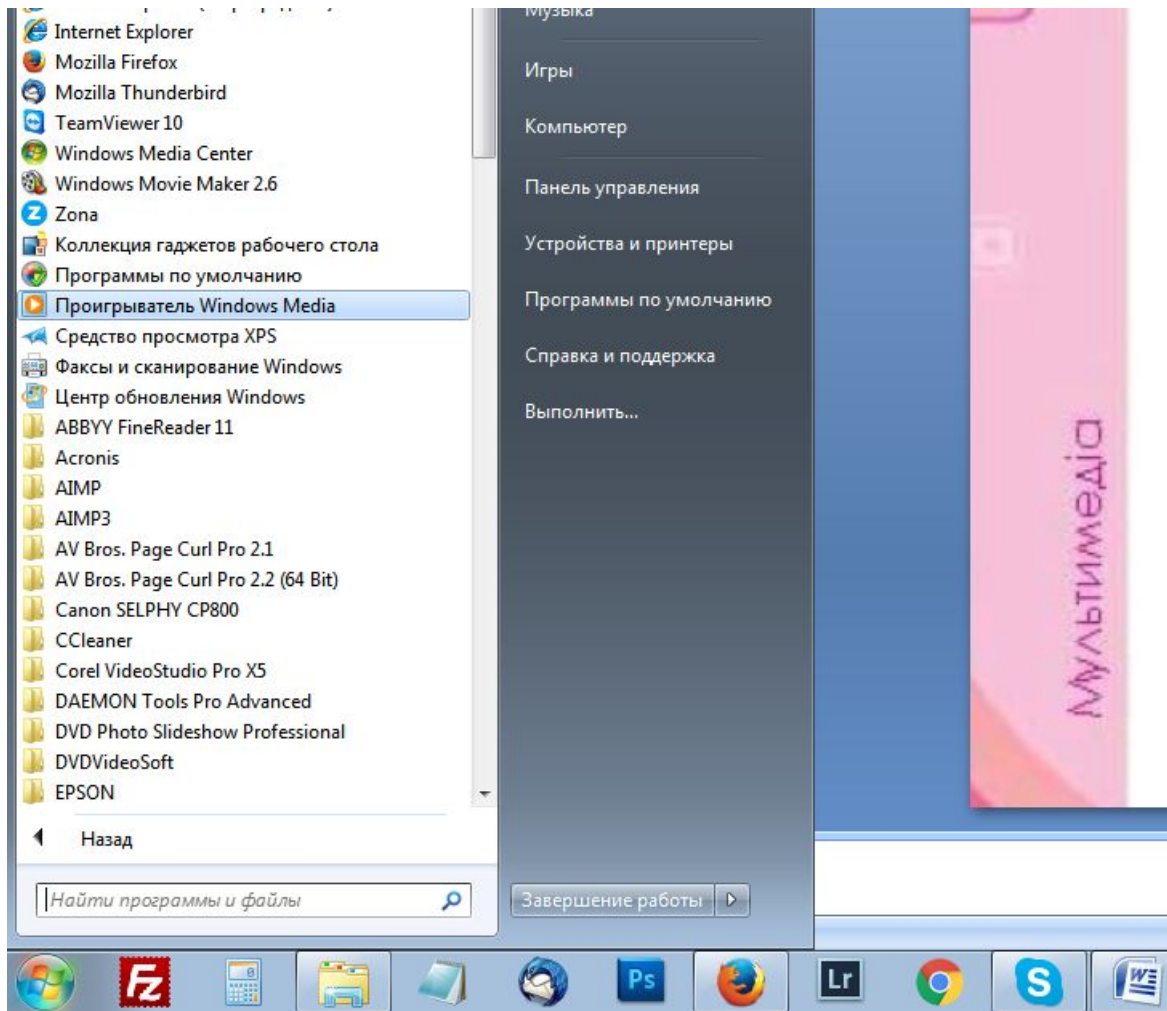 Internet Explorer
Mozilla Firefox
Mozilla Thunderbird
TeamViewer 10
Windows Media Center
Windows Movie Maker 2.6
Zona
Коллекция гаджетов рабочего стола
Программы по умолчанию
Проигрыватель Windows Media
Средство просмотра XPS
Факсы и сканирование Windows
Центр обновления Windows
ABBYY FineReader 11
Acronis
AIMP
AIMP3
AV Bros. Page Curl Pro 2.1
AV Bros. Page Curl Pro 2.2 (64 Bit)
Canon SELPHY CP800
CCleaner
Corel VideoStudio Pro X5
DAEMON Tools Pro Advanced
DVD Photo Slideshow Professional
DVDVideoSoft
EPSON
Назад
Найти программы и файлы
Музыка
Игры
Компьютер
Панель управления
Устройства и принтеры
Программы по умолчанию
Справка и поддержка
Выполнить...
Завершение работы
Мультимедіа
Fz
Ps
Lr
S
W